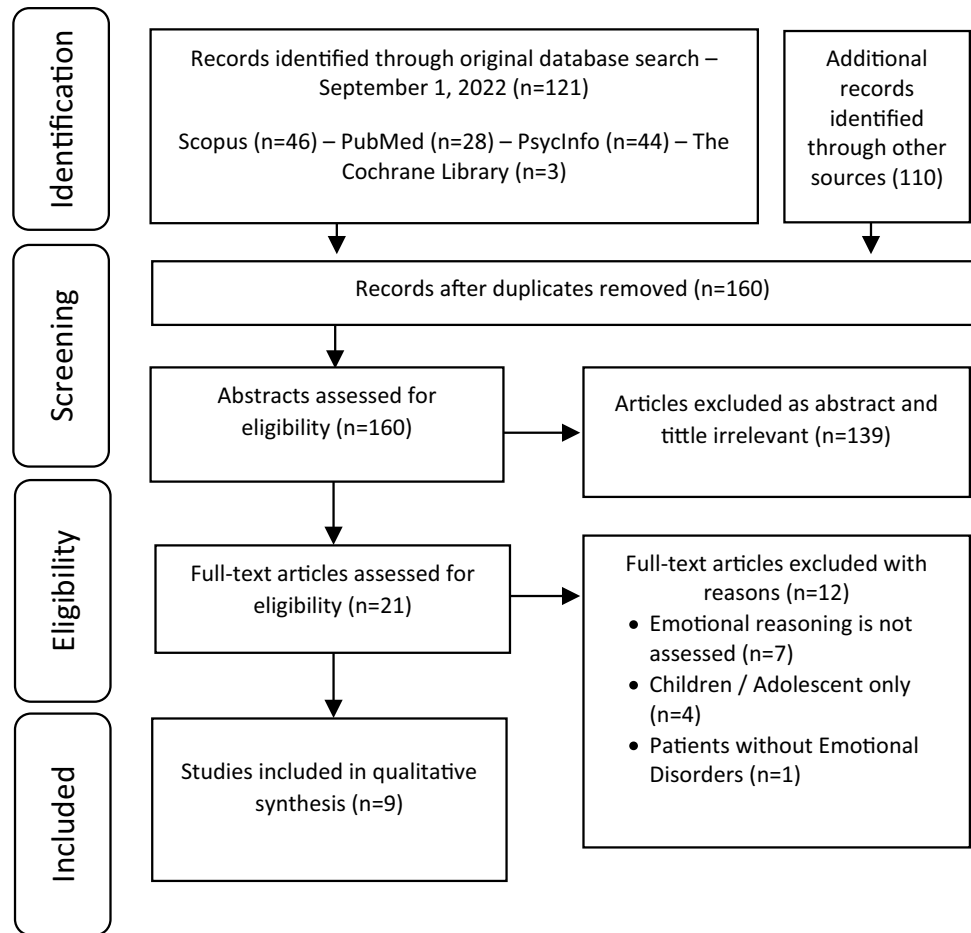 Identification
Records identified through original database search –
September 1, 2022 (n=121)
Scopus (n=46) – PubMed (n=28) – PsycInfo (n=44) – The
Cochrane Library (n=3)
Additional
records
identified
through other
sources (110)
Screening
Records after duplicates removed (n=160)
Abstracts assessed for
eligibility (n=160)
Articles excluded as abstract and
tittle irrelevant (n=139)
Eligibility
Full-text articles assessed for
eligibility (n=21)
Full-text articles excluded with
reasons (n=12)
• Emotional reasoning is not
assessed (n=7)
• Children / Adolescent only
(n=4)
• Patients without Emotional
Disorders (n=1)
Included
Studies included in qualitative
synthesis (n=9)